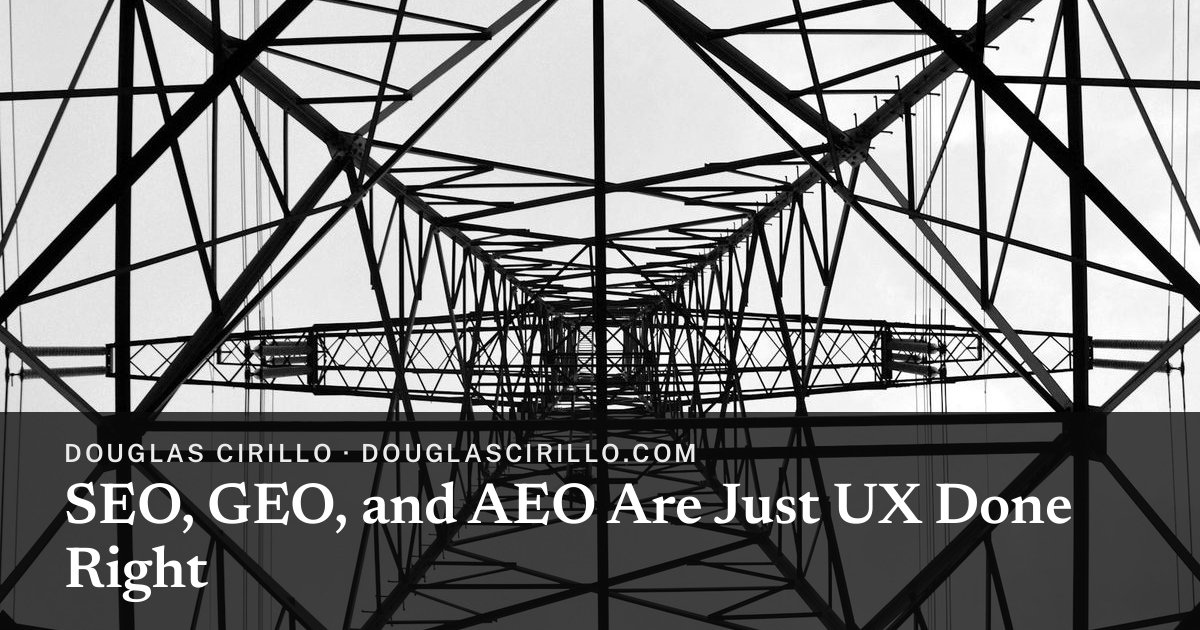 DOUGLAS CIRILLO · DOUGLASCIRILLO.COM
SEO, GEO, and AEO Are Just UX Done
Right